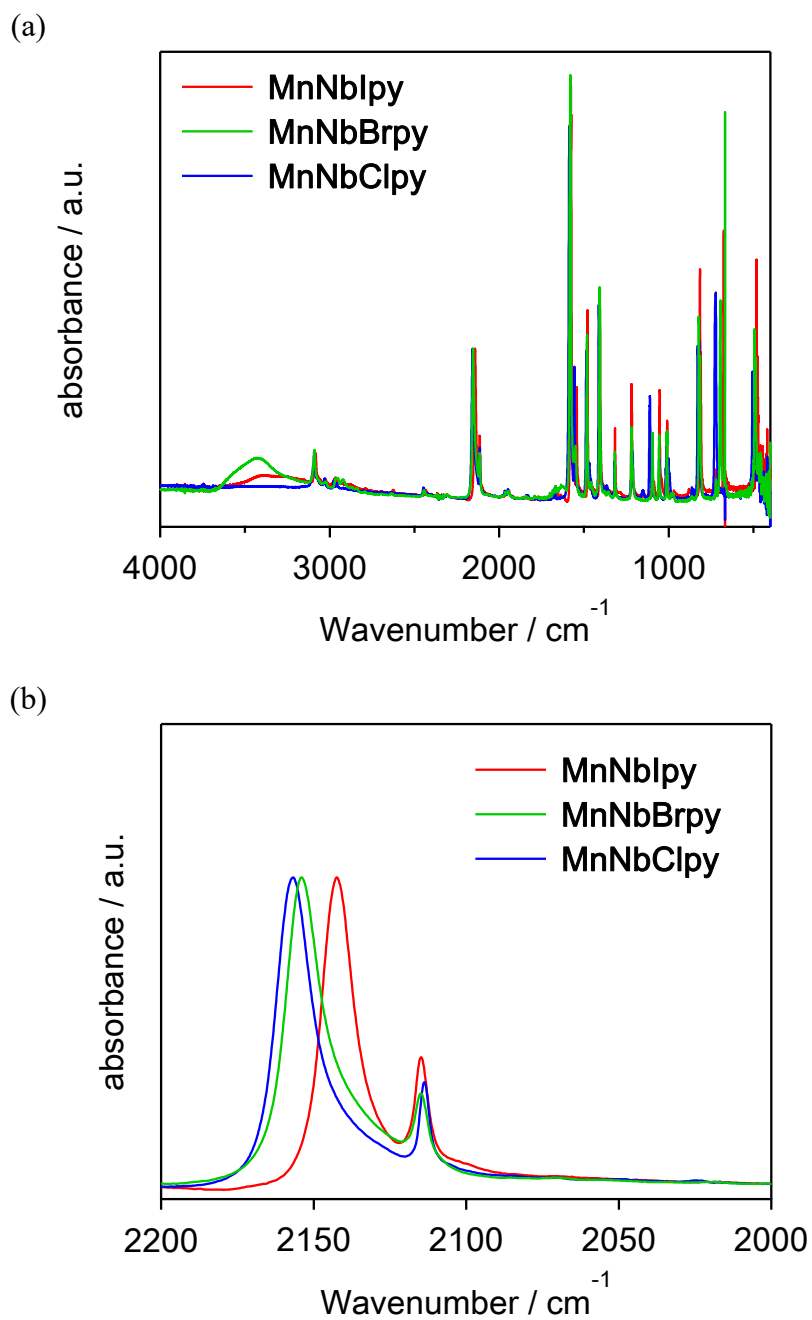 (a)
MnNbIpy
MnNbBrpy
MnNbClpy
absorbance / a.u.
4000 3000 2000 1000
Wavenumber / cm-1
(b)
MnNbIpy
MnNbBrpy
MnNbClpy
absorbance / a.u.
2200 2150 2100 2050 2000
Wavenumber / cm-1